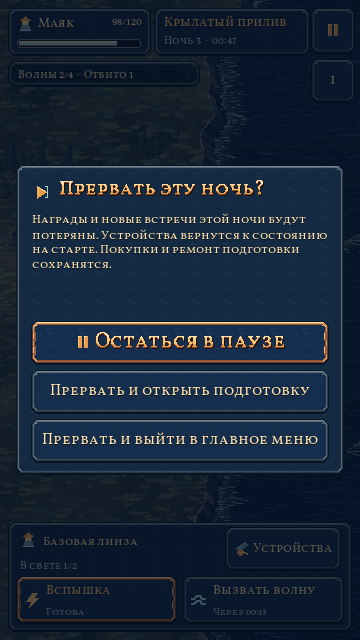 Маяк 98/120
Крылатый прилив
Ночь 3 · 00:47
Волны 2/4 · Отбито 1
I
Прервать эту ночь?
Награды и новые встречи этой ночи будут
потеряны. Устройства вернутся к состоянию
на старте. Покупки и ремонт подготовки
сохранятся.
Остаться в паузе
Прервать и открыть подготовку
Прервать и выйти в главное меню
Базовая линза
В свете 1/2
Устройства
Вспышка
Готова
Вызвать волну
Через 00:13